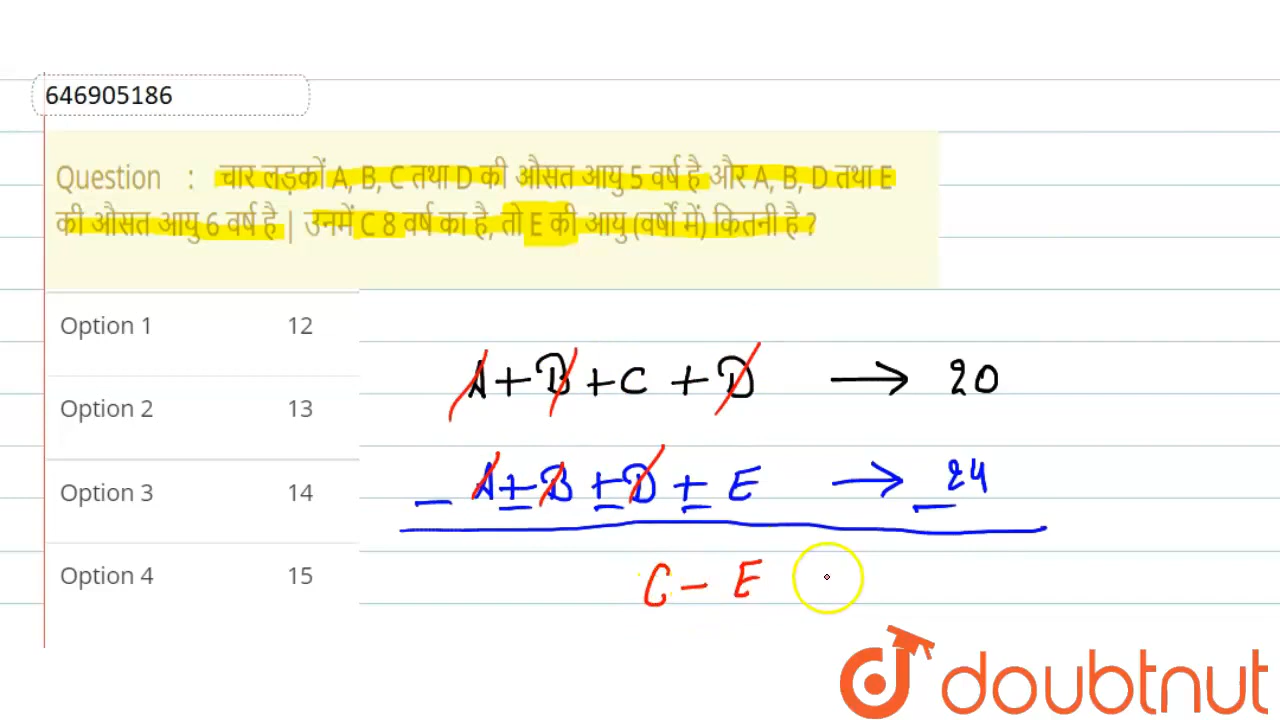 646905186
Question : चार लड़कों A, B, C तथा D की औसत आयु 5 वर्ष है और A, B, D तथा E
की औसत आयु 6 वर्ष है | उनमें C 8 वर्ष का है, तो E की आयु (वर्षों में) कितनी है ?
Option 1 12
Option 2 13
Option 3 14
Option 4 15
A + B + C + D → 20
- A + B + D + E → 24
C - E
doubtnut